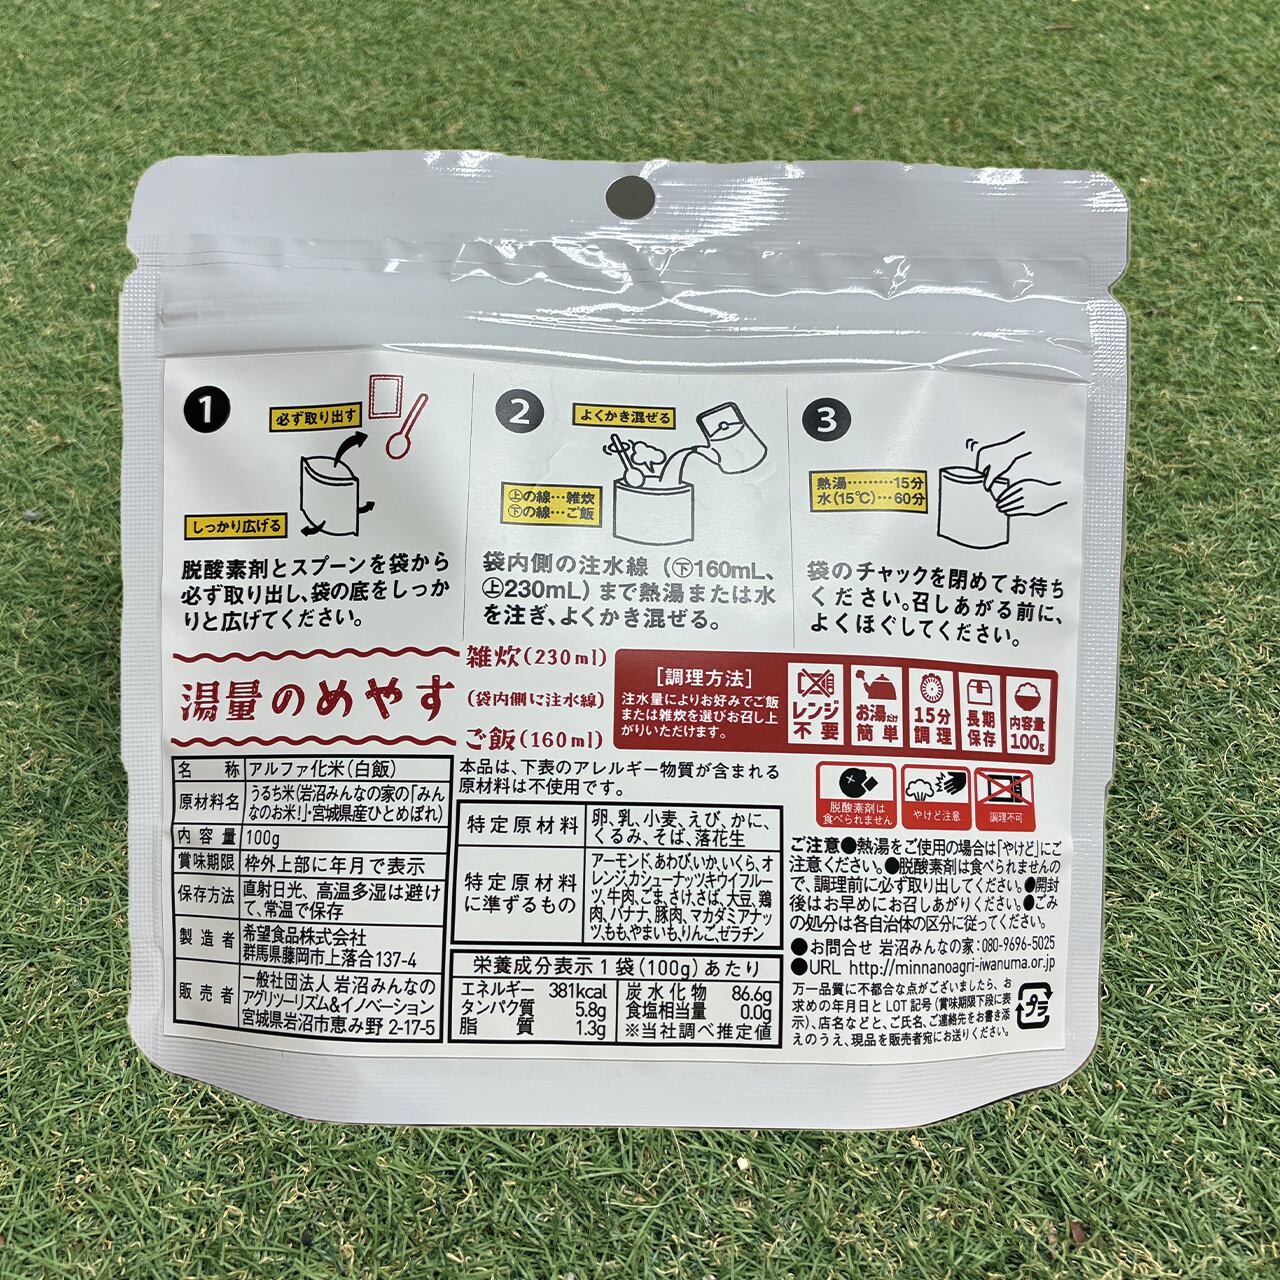 1
必ず取り出す
しっかり広げる
脱酸素剤とスプーンを袋から
必ず取り出し、袋の底をしっか
りと広げてください。
2
よくかき混ぜる
上の線…雑炊
下の線…ご飯
袋内側の注水線（下160mL、
上230mL）まで熱湯または水
を注ぎ、よくかき混ぜる。
3
熱湯………15分
水(15℃)…60分
袋のチャックを閉めてお待ち
ください。召しあがる前に、
よくほぐしてください。
湯量のめやす
雑炊(230ml)
(袋内側に注水線)
ご飯(160ml)
[調理方法]
注水量によりお好みでご飯
または雑炊を選びお召し上
がりいただけます。
レンジ
不要
お湯だけ
簡単
15分
調理
長期
保存
内容量
100g
名称 アルファ化米(白飯)
原材料名 うるち米(岩沼みんなの家の「みん
なのお米!」・宮城県産ひとめぼれ)
内容量 100g
賞味期限 枠外上部に年月で表示
保存方法 直射日光、高温多湿は避け
て、常温で保存
製造者 希望食品株式会社
群馬県藤岡市上落合137-4
販売者 一般社団法人 岩沼みんなの
アグリツーリズム&イノベーション
宮城県岩沼市恵み野 2-17-5
本品は、下表のアレルギー物質が含まれる
原材料は不使用です。
特定原材料 卵、乳、小麦、えび、かに、
くるみ、そば、落花生
特定原材料
に準ずるもの
アーモンド、あわび、いか、いくら、オ
レンジ、カシューナッツ、キウイフルー
ツ、牛肉、ごま、さけ、さば、大豆、鶏
肉、バナナ、豚肉、マカダミアナッ
ツ、もも、やまいも、りんご、ゼラチン
栄養成分表示1袋(100g)あたり
エネルギー 381kcal
タンパク質 5.8g
脂質 1.3g
炭水化物 86.6g
食塩相当量 0.0g
※当社調べ推定値
脱酸素剤は
食べられません
やけど注意
調理不可
ご注意●熱湯をご使用の場合は「やけど」にご
注意ください。●脱酸素剤は食べられませんの
で、調理前に必ず取り出してください。●開封
後はお早めにお召しあがりください。●ごみ
の処分は各自治体の区分に従ってください。
●お問合せ 岩沼みんなの家:080-9696-5025
●URL http://minnanoagri-iwanuma.or.jp
万一品質に不都合な点がございましたら、お
求めの年月日とLOT記号(賞味期限下段に表
示)、店名などと、ご氏名、ご連絡先をお書き添
えのうえ、現品を販売者宛にお送りください。
プラ